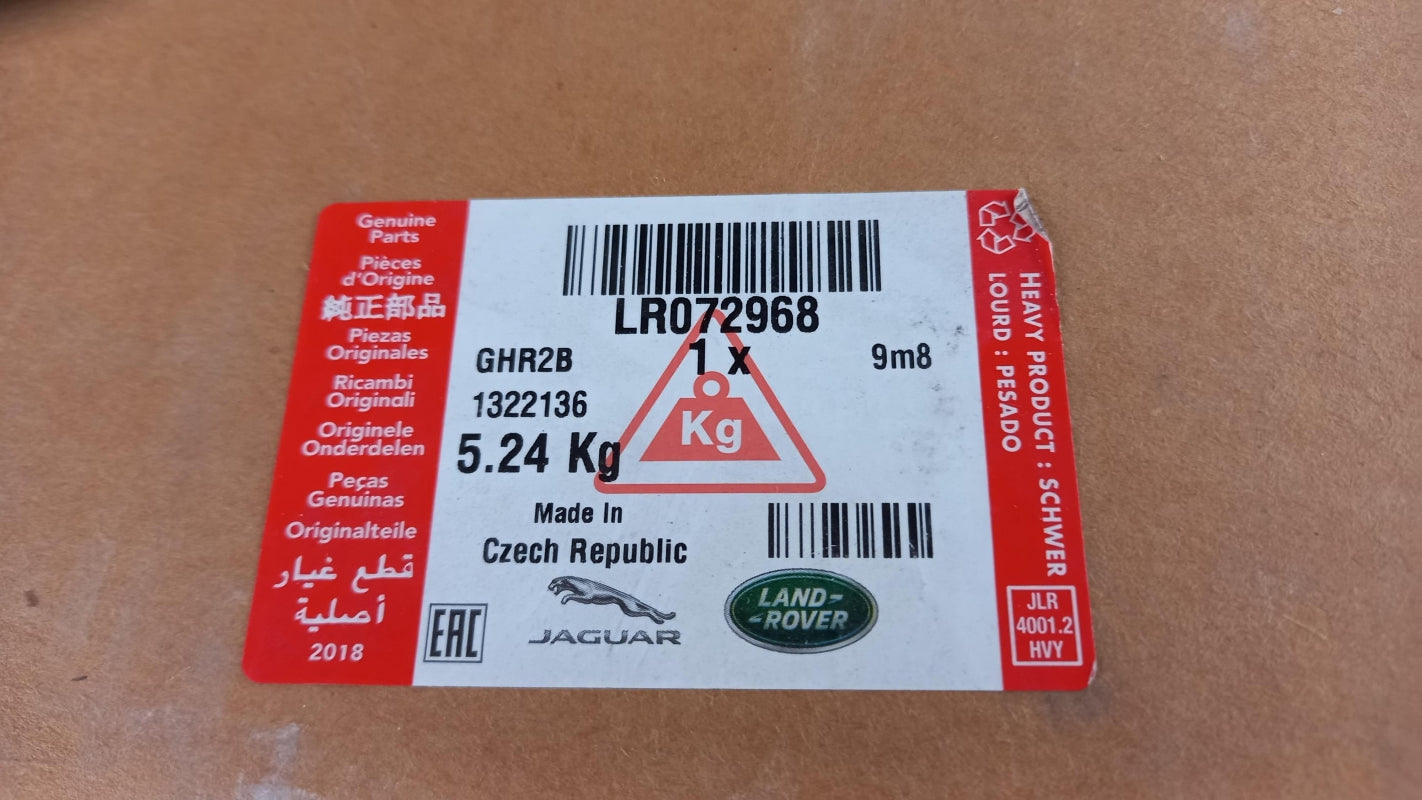 Genuine
Parts
Pièces
d'Origine
純正部品
Piezas
Originales
Ricambi
Originali
Originele
Onderdelen
Peças
Genuinas
Originalteile
قطع غيار
أصلية
2018
LR072968
GHR2B
1 x
9m8
1322136
Kg
5.24 Kg
Made In
Czech Republic
EAC
JAGUAR
LAND-
-ROVER
HEAVY PRODUCT : SCHWER
LOURD : PESADO
JLR
4001.2
HVY